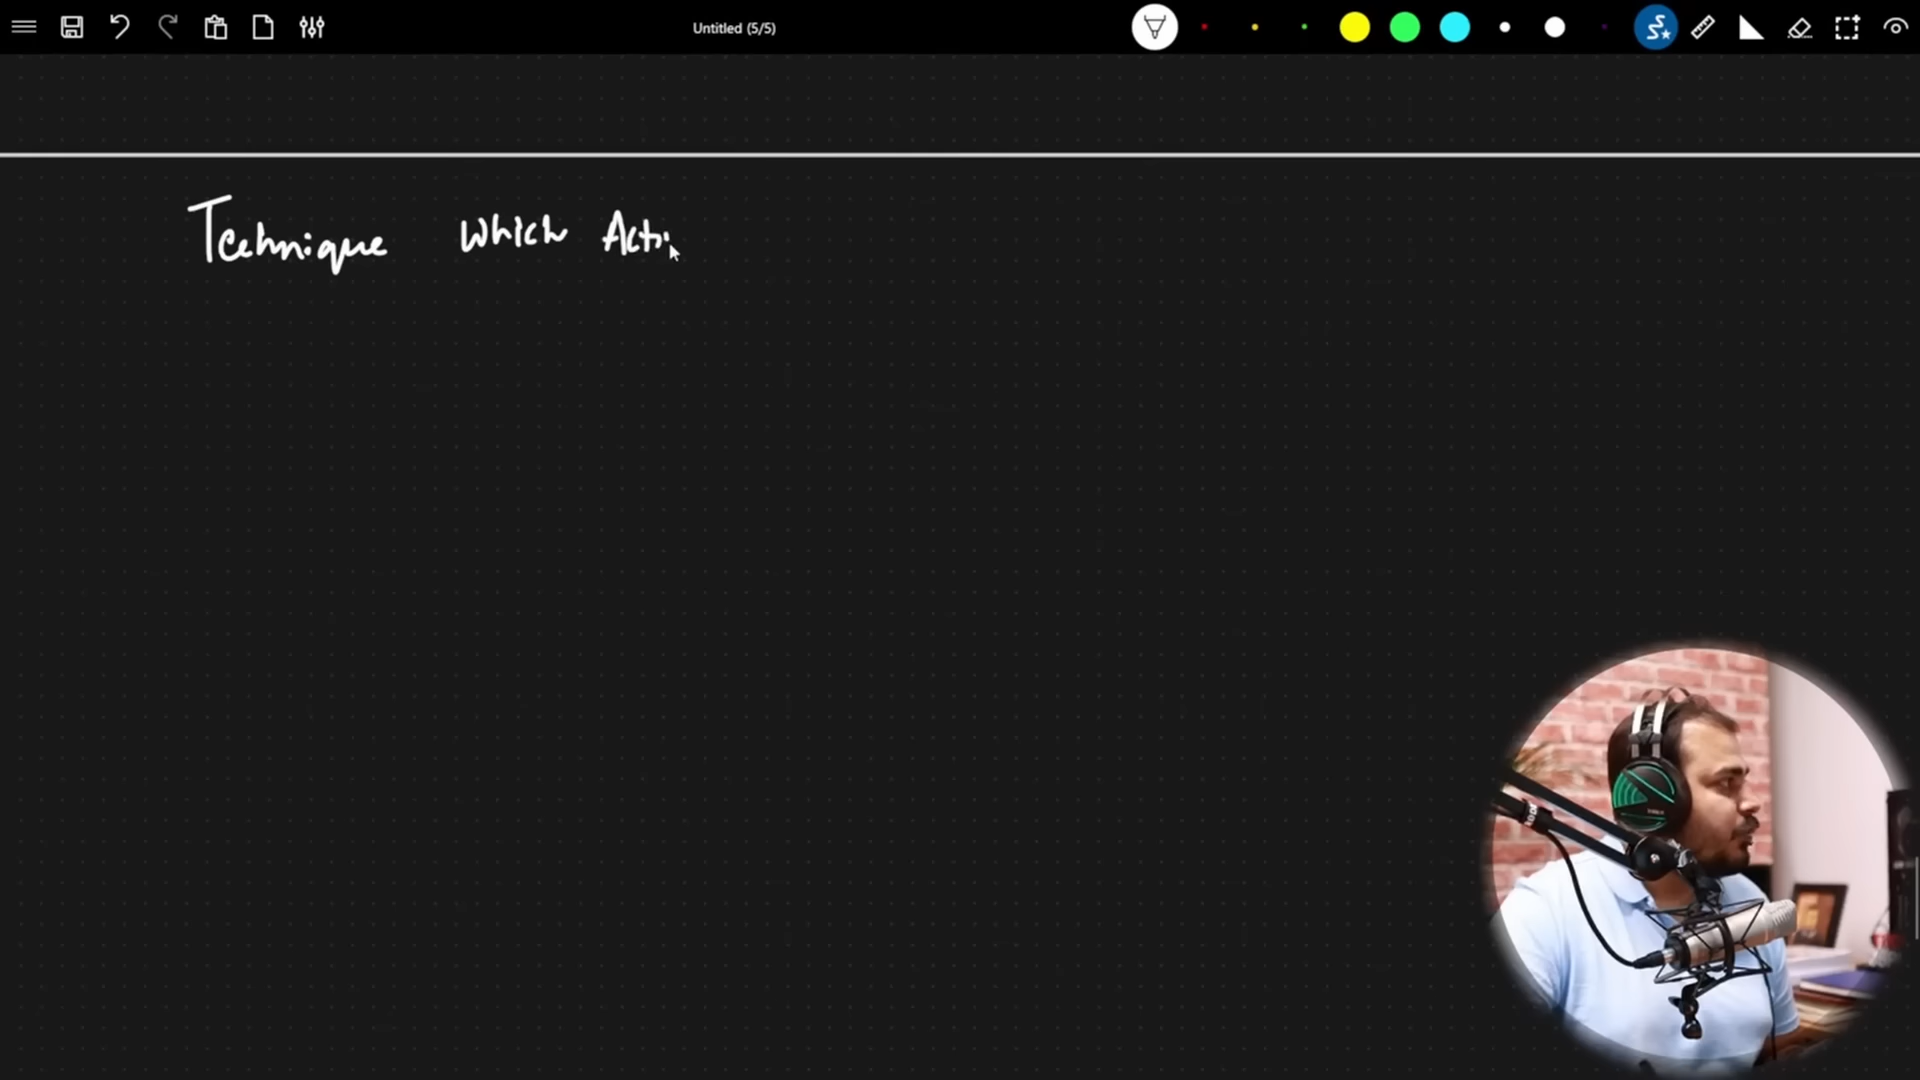 Untitled (5/5)
Technique Which Acti